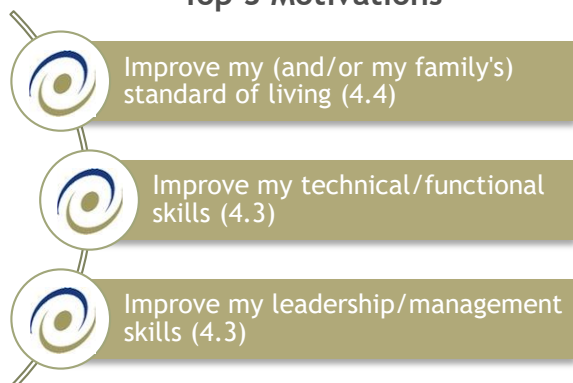 Top 3 Motivations
Improve my (and/or my family's)
standard of living (4.4)
Improve my technical/functional
skills (4.3)
Improve my leadership/management
skills (4.3)